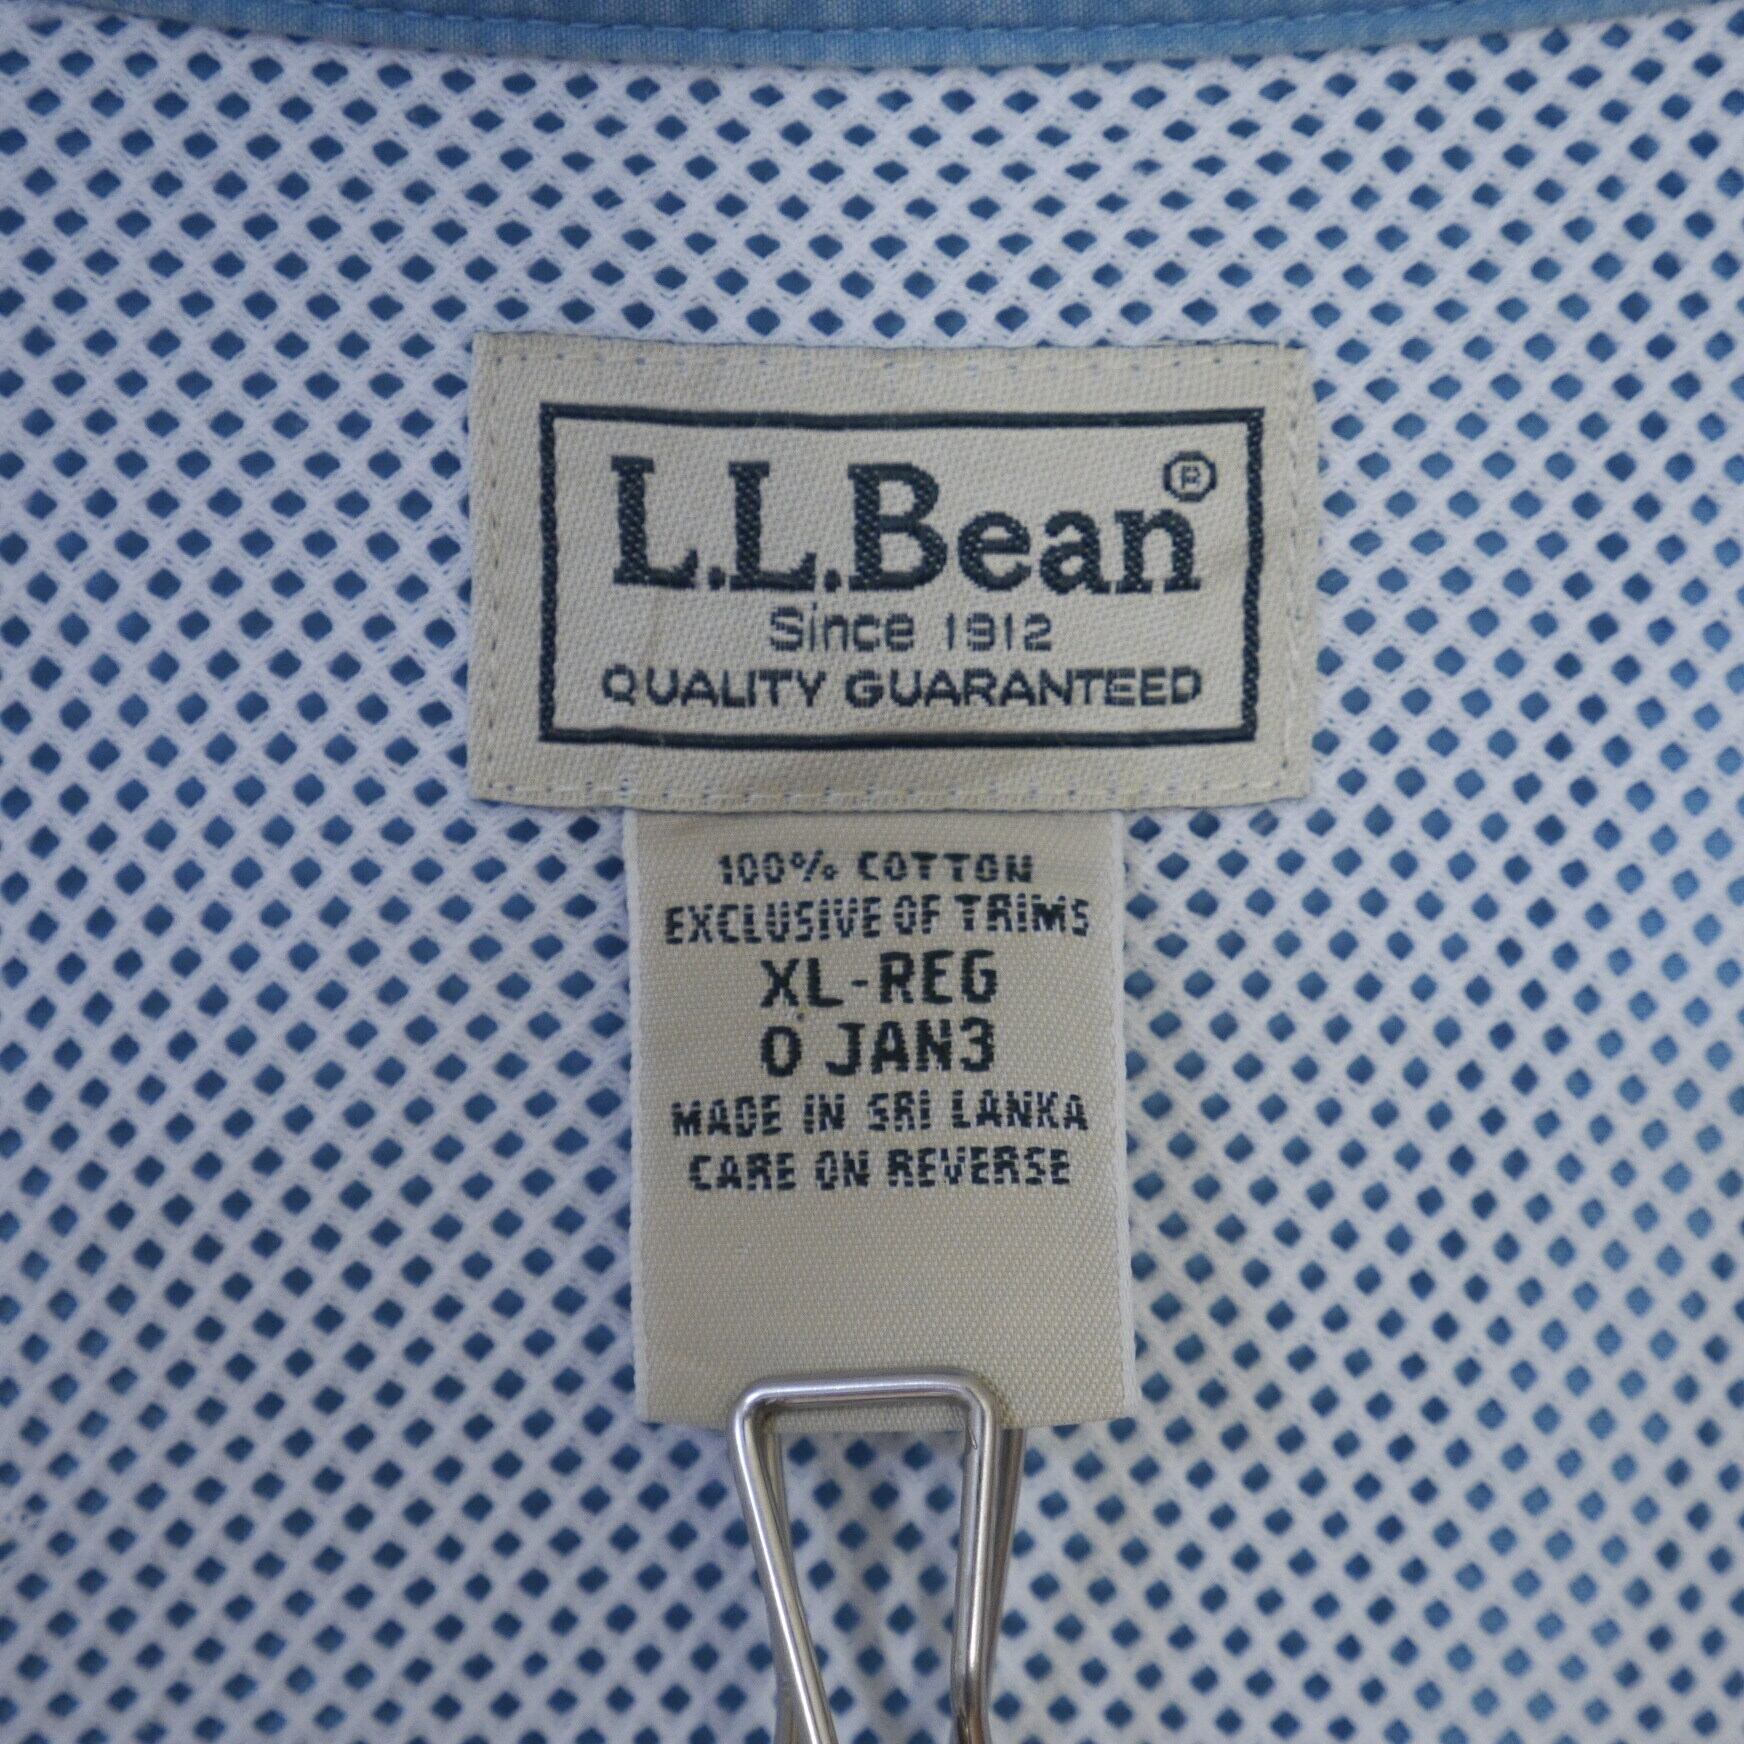 L.L.Bean®
Since 1912
QUALITY GUARANTEED
100% COTTON
EXCLUSIVE OF TRIMS
XL-REG
0 JAN3
MADE IN SRI LANKA
CARE ON REVERSE